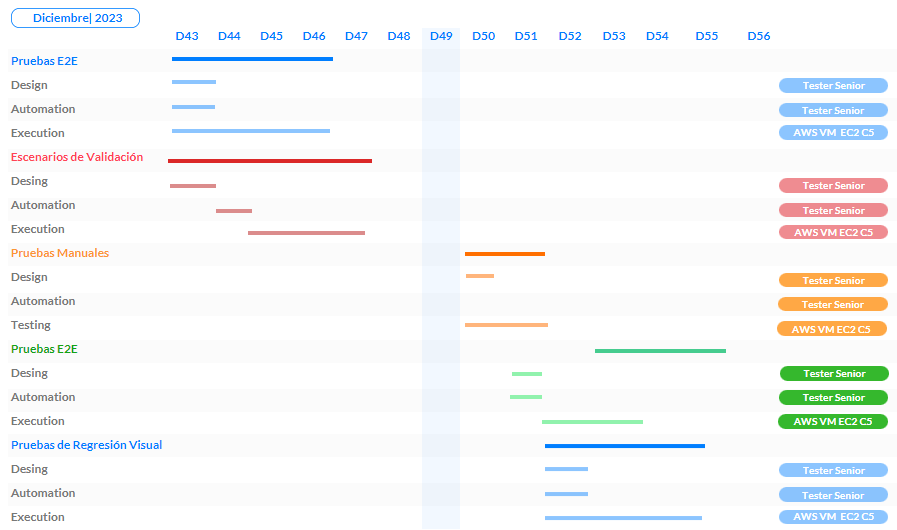 Diciembre| 2023
D43 D44 D45 D46 D47 D48 D49 D50 D51 D52 D53 D54 D55 D56
Pruebas E2E
Design Tester Senior
Automation Tester Senior
Execution AWS VM EC2 C5
Escenarios de Validación
Desing Tester Senior
Automation Tester Senior
Execution AWS VM EC2 C5
Pruebas Manuales
Design Tester Senior
Automation Tester Senior
Testing AWS VM EC2 C5
Pruebas E2E
Desing Tester Senior
Automation Tester Senior
Execution AWS VM EC2 C5
Pruebas de Regresión Visual
Desing Tester Senior
Automation Tester Senior
Execution AWS VM EC2 C5